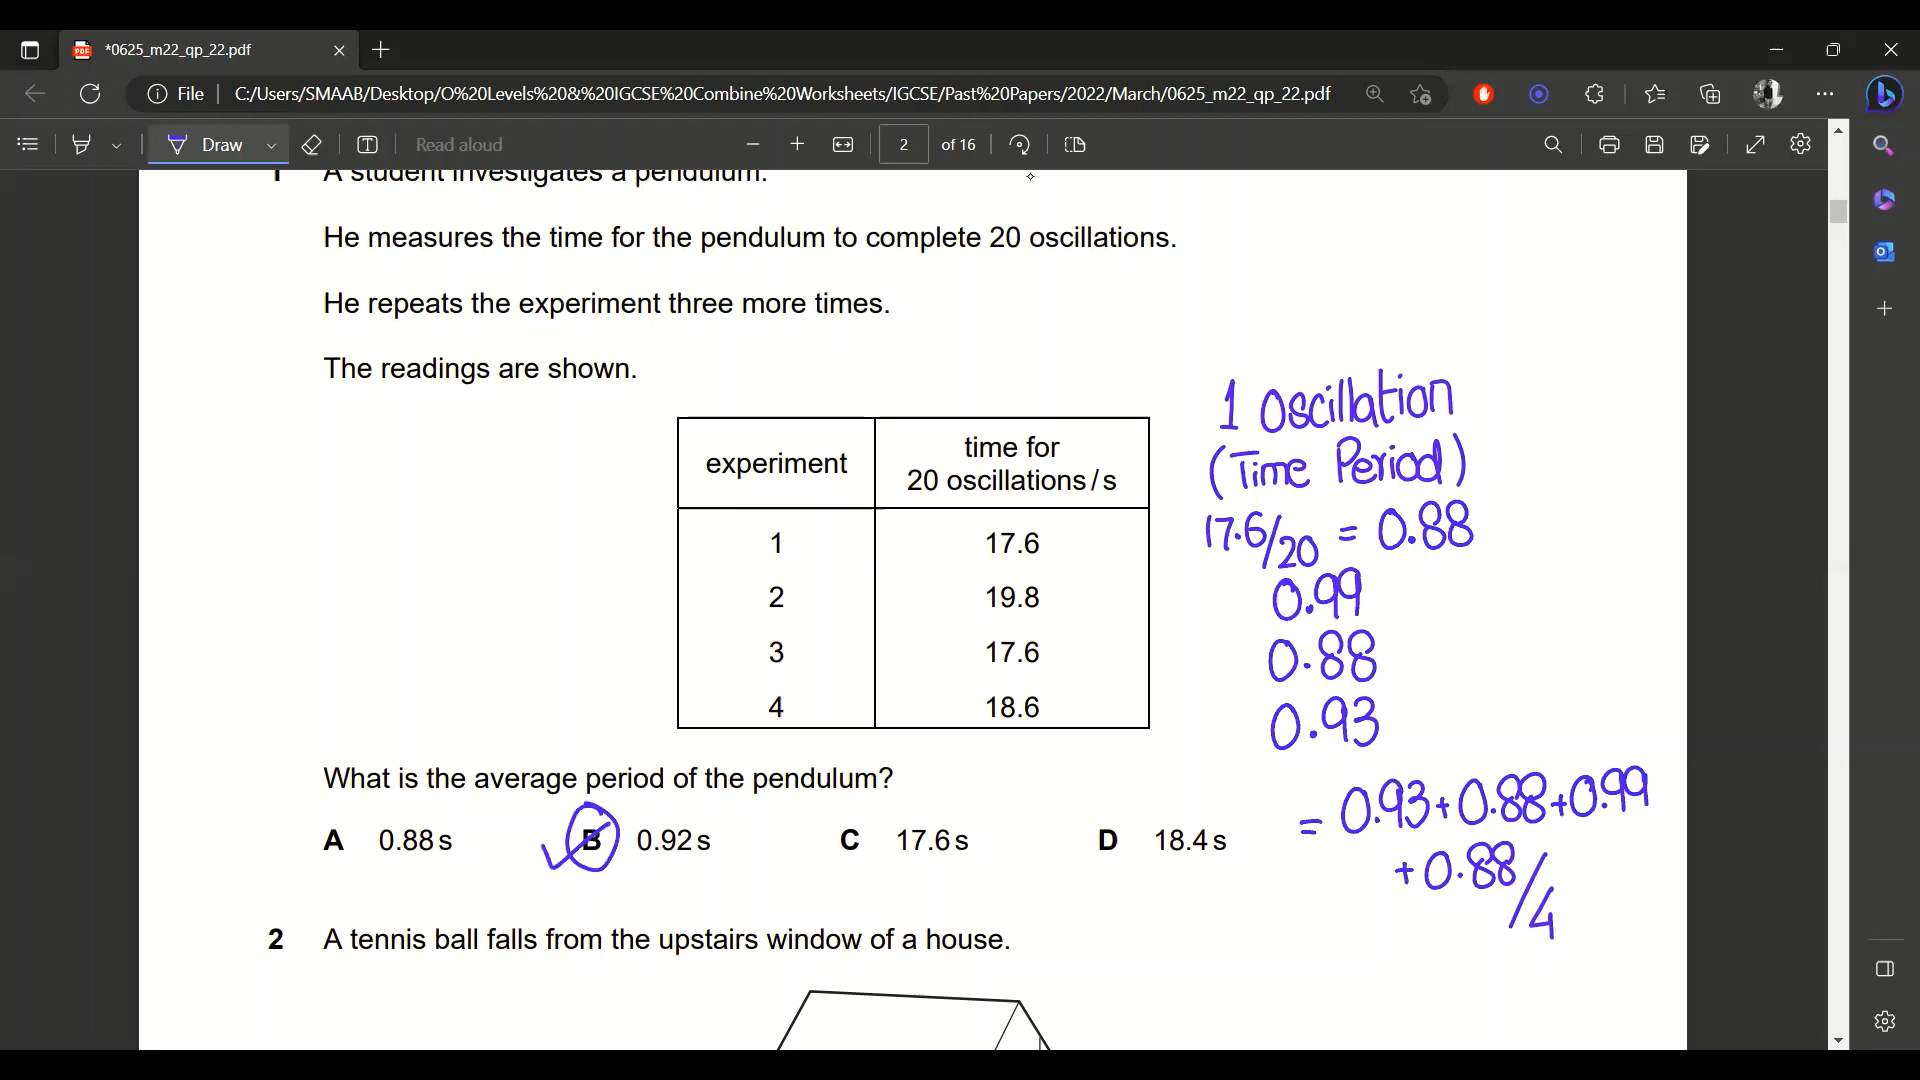 *0625_m22_qp_22.pdf
File
C:/Users/SMAAB/Desktop/O%20Levels%20&%20IGCSE%20Combine%20Worksheets/IGCSE/Past%20Papers/2022/March/0625_m22_qp_22.pdf
Draw
Read aloud
2 of 16
1 A student investigates a pendulum.
He measures the time for the pendulum to complete 20 oscillations.
He repeats the experiment three more times.
The readings are shown.
experiment
time for
20 oscillations / s
1 17.6
2 19.8
3 17.6
4 18.6
1 Oscillation
(Time Period)
17.6/20 = 0.88
0.99
0.88
0.93
= 0.93+0.88+0.99
+0.88/4
What is the average period of the pendulum?
A 0.88 s B 0.92 s C 17.6 s D 18.4 s
2 A tennis ball falls from the upstairs window of a house.